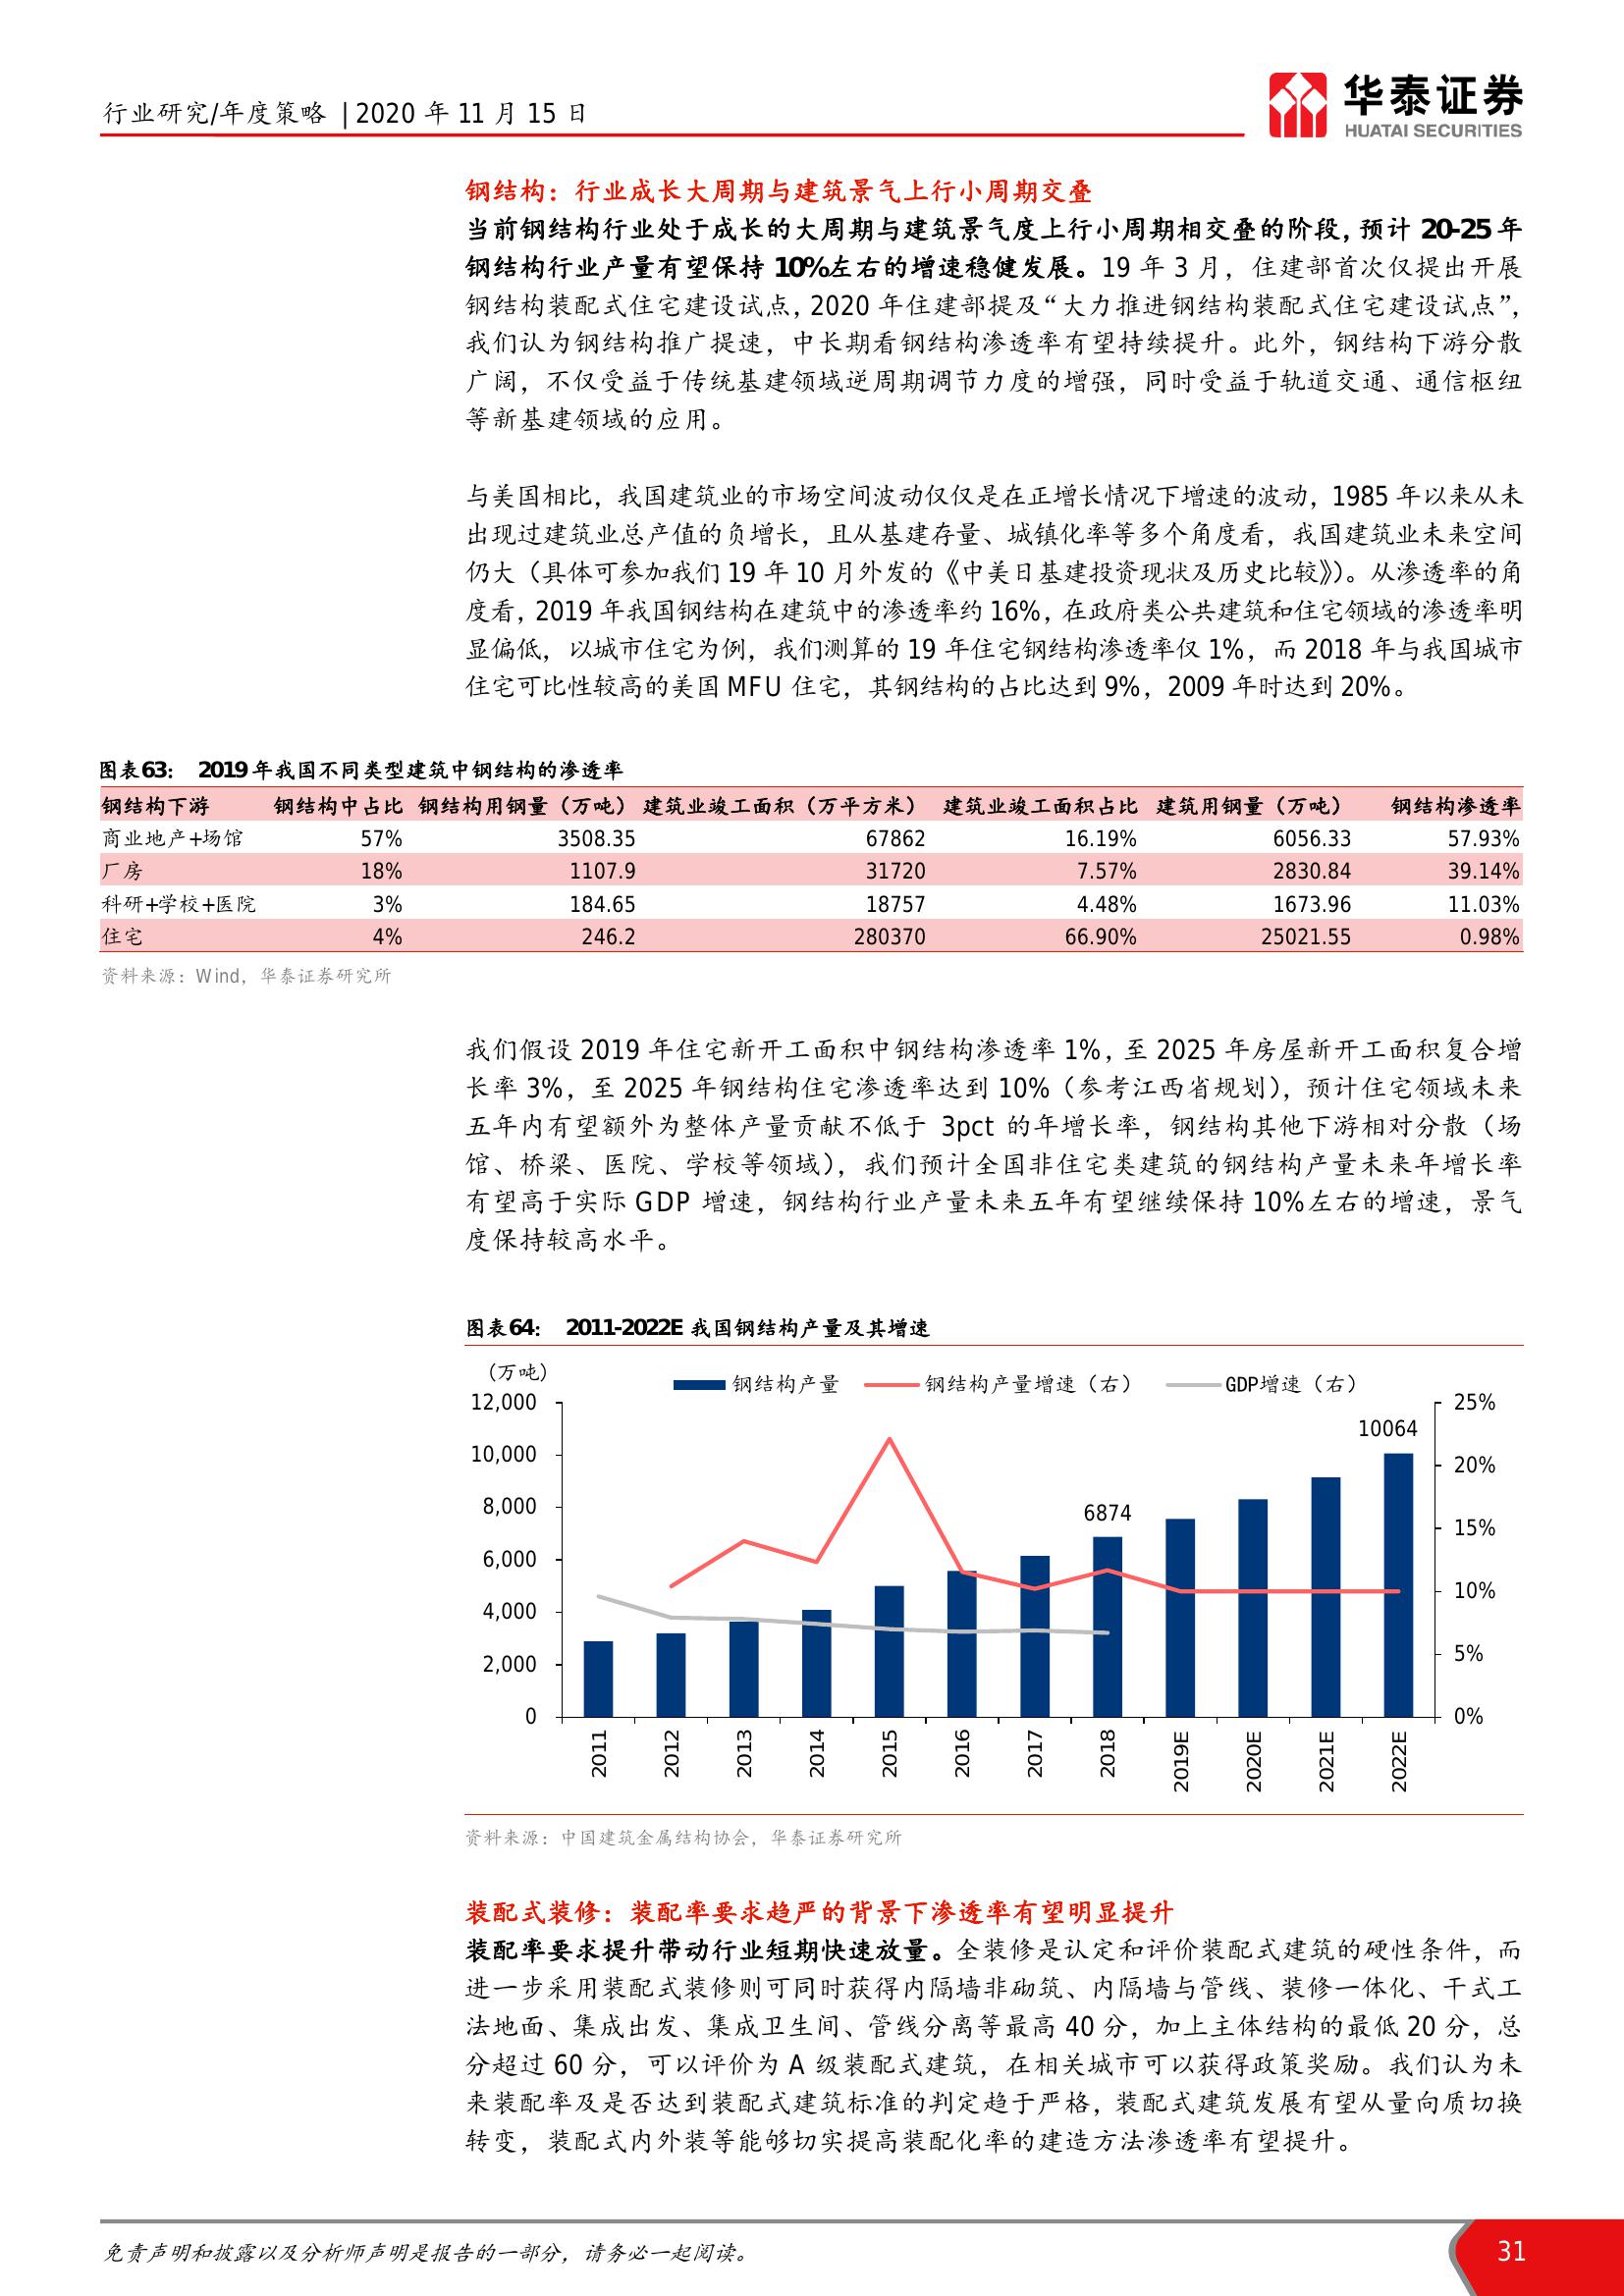 行业研究/年度策略 | 2020 年 11 月 15 日
华泰证券
HUATAI SECURITIES
钢结构：行业成长大周期与建筑景气上行小周期交叠
当前钢结构行业处于成长的大周期与建筑景气度上行小周期相交叠的阶段，预计 20-25 年
钢结构行业产量有望保持 10%左右的增速稳健发展。19 年 3 月，住建部首次仅提出开展
钢结构装配式住宅建设试点，2020 年住建部提及“大力推进钢结构装配式住宅建设试点”，
我们认为钢结构推广提速，中长期看钢结构渗透率有望持续提升。此外，钢结构下游分散
广阔，不仅受益于传统基建领域逆周期调节力度的增强，同时受益于轨道交通、通信枢纽
等新基建领域的应用。
与美国相比，我国建筑业的市场空间波动仅仅是在正增长情况下增速的波动，1985 年以来从未
出现过建筑业总产值的负增长，且从基建存量、城镇化率等多个角度看，我国建筑业未来空间
仍大（具体可参加我们 19 年 10 月外发的《中美日基建投资现状及历史比较》）。从渗透率的角
度看，2019 年我国钢结构在建筑中的渗透率约 16%，在政府类公共建筑和住宅领域的渗透率明
显偏低，以城市住宅为例，我们测算的 19 年住宅钢结构渗透率仅 1%，而 2018 年与我国城市
住宅可比性较高的美国 MFU 住宅，其钢结构的占比达到 9%，2009 年时达到 20%。
图表63： 2019 年我国不同类型建筑中钢结构的渗透率
钢结构下游 钢结构中占比 钢结构用钢量（万吨） 建筑业竣工面积（万平方米） 建筑业竣工面积占比 建筑用钢量（万吨） 钢结构渗透率
商业地产+场馆 57% 3508.35 67862 16.19% 6056.33 57.93%
厂房 18% 1107.9 31720 7.57% 2830.84 39.14%
科研+学校+医院 3% 184.65 18757 4.48% 1673.96 11.03%
住宅 4% 246.2 280370 66.90% 25021.55 0.98%
资料来源：Wind，华泰证券研究所
我们假设 2019 年住宅新开工面积中钢结构渗透率 1%，至 2025 年房屋新开工面积复合增
长率 3%，至 2025 年钢结构住宅渗透率达到 10%（参考江西省规划），预计住宅领域未来
五年内有望额外为整体产量贡献不低于 3pct 的年增长率，钢结构其他下游相对分散（场
馆、桥梁、医院、学校等领域），我们预计全国非住宅类建筑的钢结构产量未来年增长率
有望高于实际 GDP 增速，钢结构行业产量未来五年有望继续保持 10%左右的增速，景气
度保持较高水平。
图表64： 2011-2022E 我国钢结构产量及其增速
（万吨）
钢结构产量 钢结构产量增速（右） GDP增速（右）
12,000 25%
10064
10,000 20%
8,000
6874
15%
6,000
10%
4,000
2,000 5%
0 0%
2011 2012 2013 2014 2015 2016 2017 2018 2019E 2020E 2021E 2022E
资料来源：中国建筑金属结构协会，华泰证券研究所
装配式装修：装配率要求趋严的背景下渗透率有望明显提升
装配率要求提升带动行业短期快速放量。全装修是认定和评价装配式建筑的硬性条件，而
进一步采用装配式装修则可同时获得内隔墙非砌筑、内隔墙与管线、装修一体化、干式工
法地面、集成出发、集成卫生间、管线分离等最高 40 分，加上主体结构的最低 20 分，总
分超过 60 分，可以评价为 A 级装配式建筑，在相关城市可以获得政策奖励。我们认为未
来装配率及是否达到装配式建筑标准的判定趋于严格，装配式建筑发展有望从量向质切换
转变，装配式内外装等能够切实提高装配化率的建造方法渗透率有望提升。
免责声明和披露以及分析师声明是报告的一部分，请务必一起阅读。
31